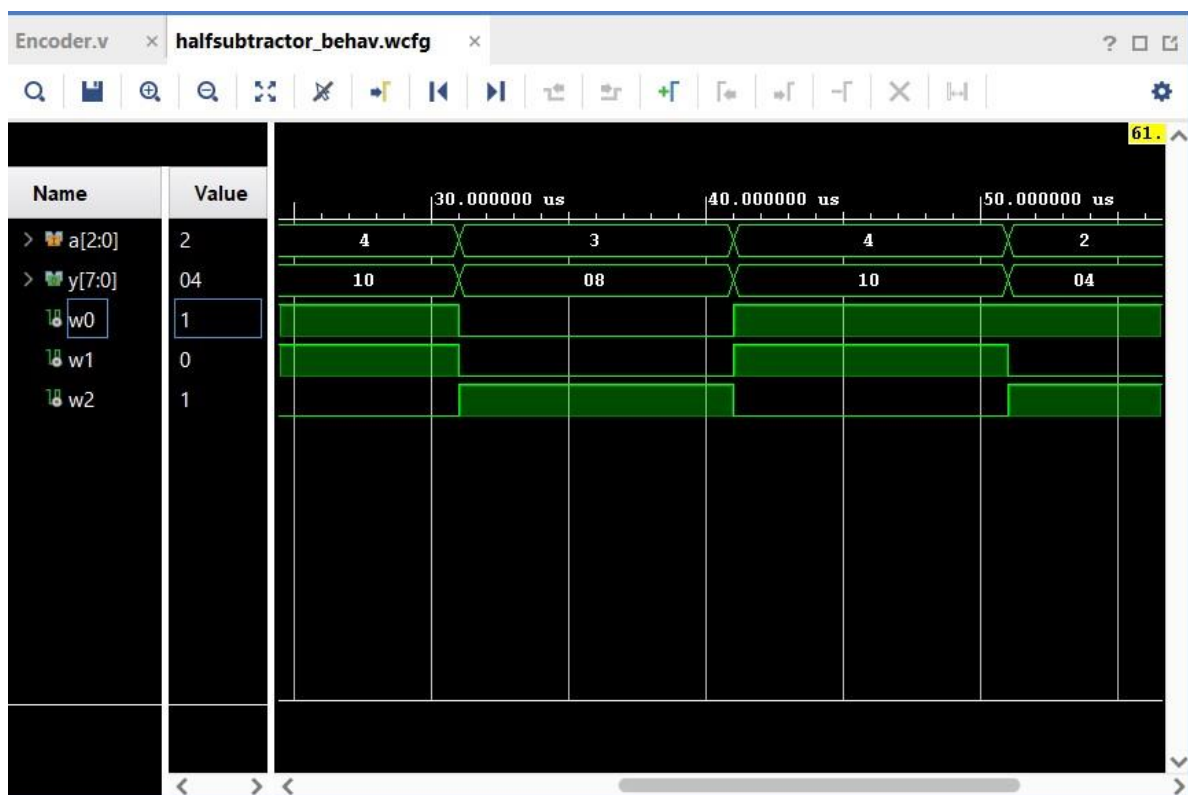 Encoder.v × halfsubtractor_behav.wcfg ×
?
61.
Name Value
30.000000 us 40.000000 us 50.000000 us
> a[2:0] 2 4 3 4 2
> y[7:0] 04 10 08 10 04
w0 1
w1 0
w2 1